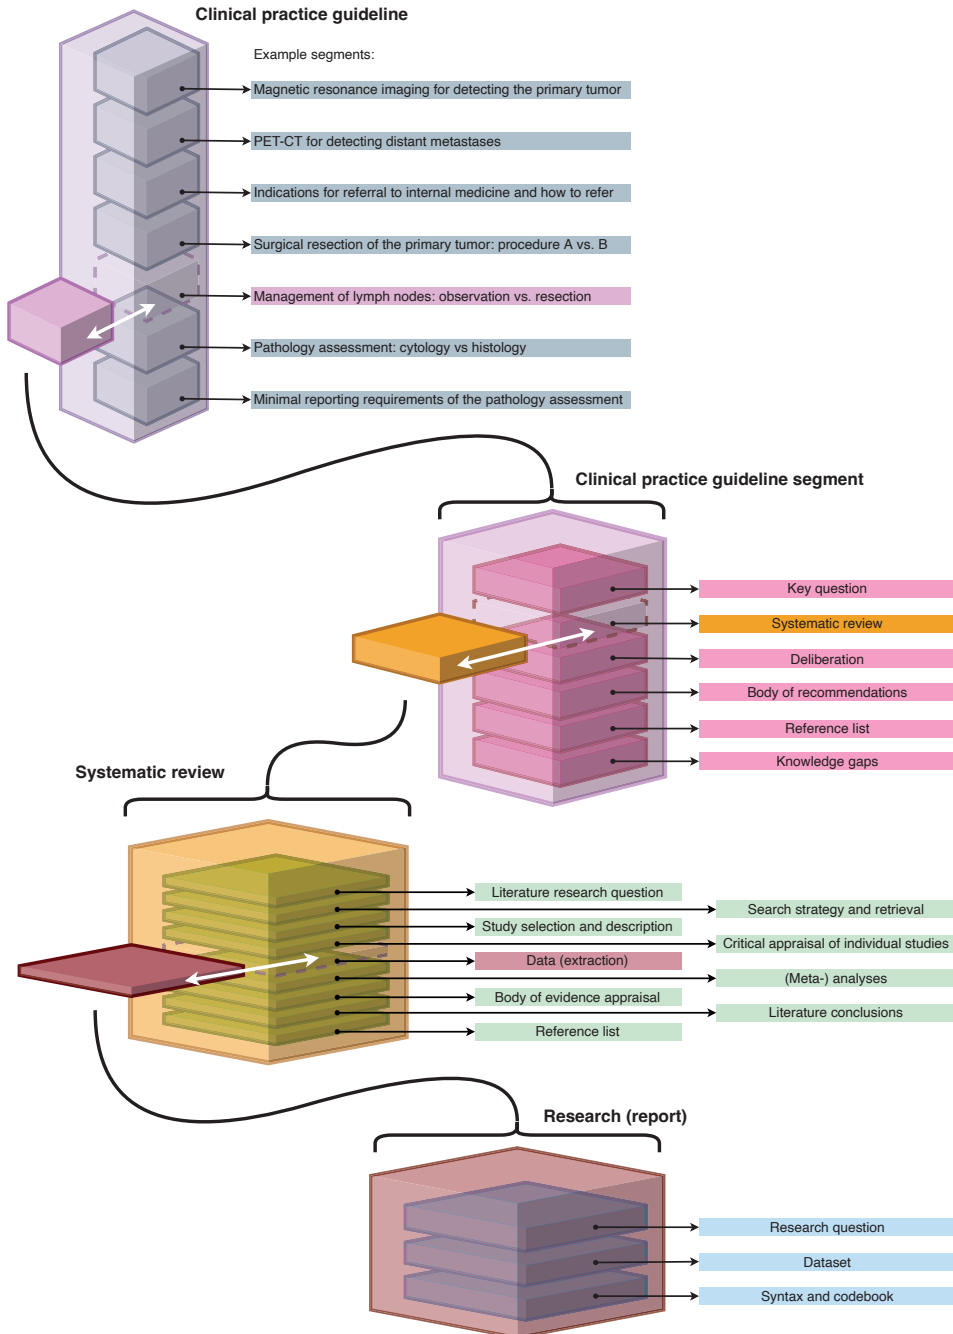 Clinical practice guideline
Example segments:
Magnetic resonance imaging for detecting the primary tumor
PET-CT for detecting distant metastases
Indications for referral to internal medicine and how to refer
Surgical resection of the primary tumor: procedure A vs. B
Management of lymph nodes: observation vs. resection
Pathology assessment: cytology vs histology
Minimal reporting requirements of the pathology assessment
Clinical practice guideline segment
Key question
Systematic review
Deliberation
Body of recommendations
Reference list
Knowledge gaps
Systematic review
Literature research question
Search strategy and retrieval
Study selection and description
Critical appraisal of individual studies
Data (extraction)
(Meta-) analyses
Body of evidence appraisal
Literature conclusions
Reference list
Research (report)
Research question
Dataset
Syntax and codebook